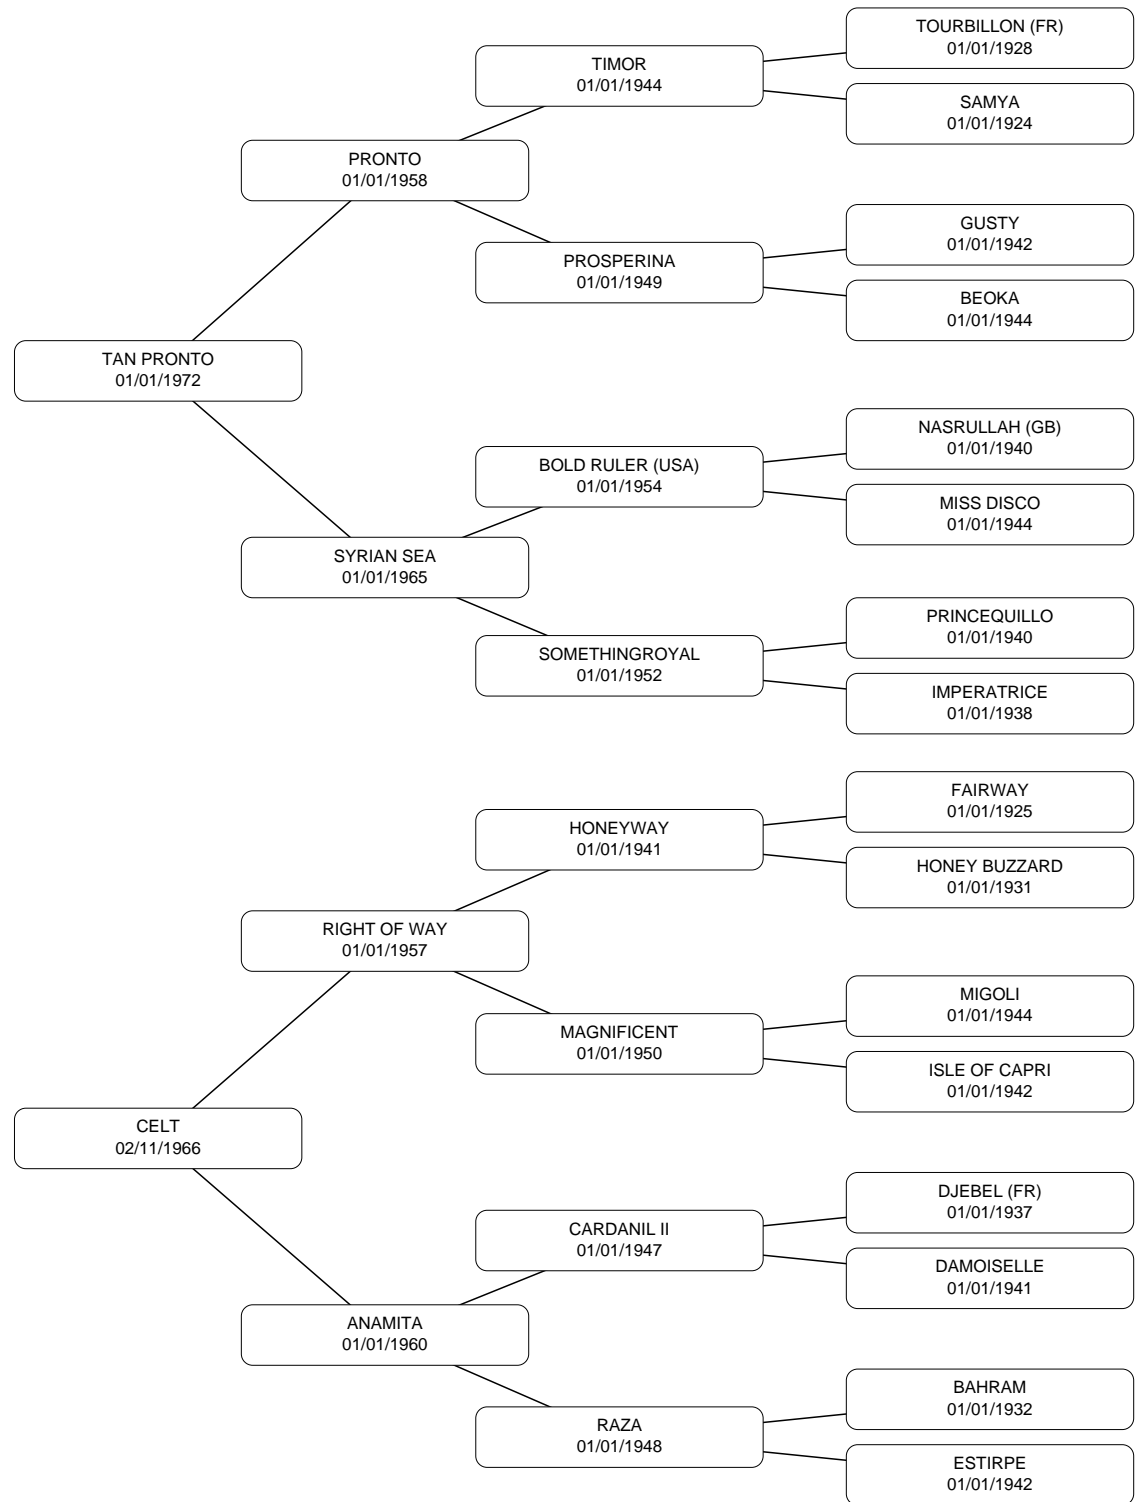 TOURBILLON (FR)
01/01/1928
TIMOR
01/01/1944
SAMYA
01/01/1924
PRONTO
01/01/1958
GUSTY
01/01/1942
PROSPERINA
01/01/1949
BEOKA
01/01/1944
TAN PRONTO
01/01/1972
NASRULLAH (GB)
01/01/1940
BOLD RULER (USA)
01/01/1954
MISS DISCO
01/01/1944
SYRIAN SEA
01/01/1965
PRINCEQUILLO
01/01/1940
SOMETHINGROYAL
01/01/1952
IMPERATRICE
01/01/1938
FAIRWAY
01/01/1925
HONEYWAY
01/01/1941
HONEY BUZZARD
01/01/1931
RIGHT OF WAY
01/01/1957
MIGOLI
01/01/1944
MAGNIFICENT
01/01/1950
ISLE OF CAPRI
01/01/1942
CELT
02/11/1966
DJEBEL (FR)
01/01/1937
CARDANIL II
01/01/1947
DAMOISELLE
01/01/1941
ANAMITA
01/01/1960
BAHRAM
01/01/1932
RAZA
01/01/1948
ESTIRPE
01/01/1942